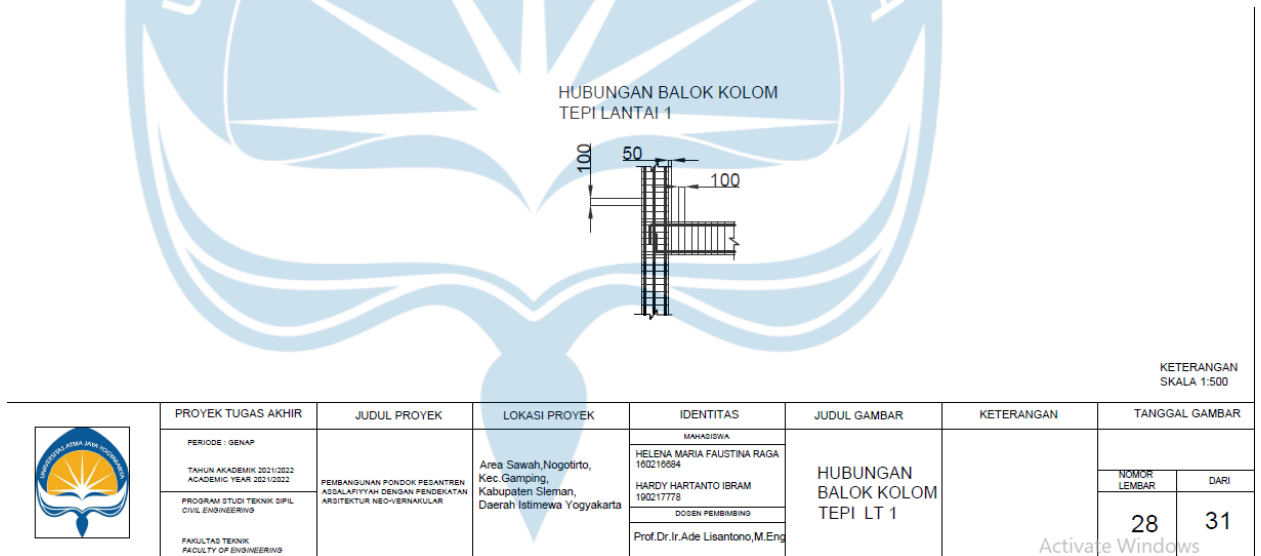 HUBUNGAN BALOK KOLOM
TEPI LANTAI 1
100
50
100
KETERANGAN
SKALA 1:500
PROYEK TUGAS AKHIR
JUDUL PROYEK
LOKASI PROYEK
IDENTITAS
JUDUL GAMBAR
KETERANGAN
TANGGAL GAMBAR
UNIVERSITAS ATMA JAYA YOGYAKARTA
PERIODE : GENAP
TAHUN AKADEMIK 2021/2022
ACADEMIC YEAR 2021/2022
PROGRAM STUDI TEKNIK SIPIL
CIVIL ENGINEERING
FAKULTAS TEKNIK
FACULTY OF ENGINEERING
PEMBANGUNAN PONDOK PESANTREN
ASSALAFIYYAH DENGAN PENDEKATAN
ARSITEKTUR NEO-VERNAKULAR
Area Sawah,Nogotirto,
Kec.Gamping,
Kabupaten Sleman,
Daerah Istimewa Yogyakarta
MAHASISWA
HELENA MARIA FAUSTINA RAGA
160216684
HARDY HARTANTO IBRAM
190217778
DOSEN PEMBIMBING
Prof.Dr.Ir.Ade Lisantono,M.Eng
HUBUNGAN
BALOK KOLOM
TEPI LT 1
NOMOR
LEMBAR
DARI
28
31
Activate Windows